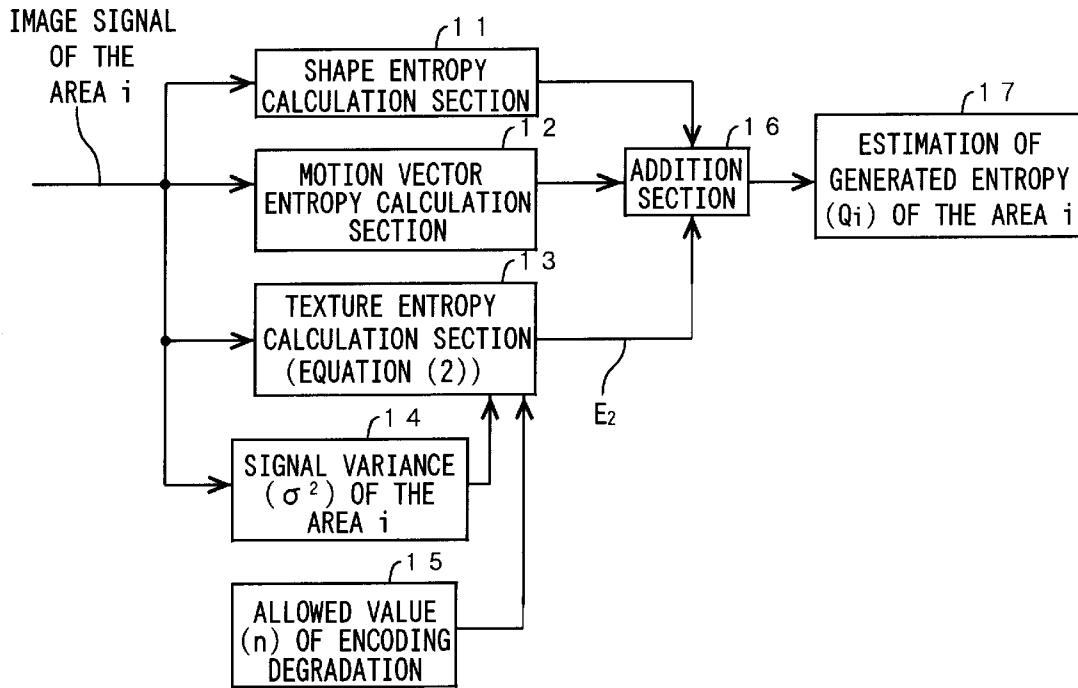 IMAGE SIGNAL
OF THE
AREA i
11
SHAPE ENTROPY
CALCULATION SECTION
12
MOTION VECTOR
ENTROPY CALCULATION
SECTION
13
TEXTURE ENTROPY
CALCULATION SECTION
(EQUATION (2))
E2
14
SIGNAL VARIANCE
(σ²) OF THE
AREA i
15
ALLOWED VALUE
(n) OF ENCODING
DEGRADATION
16
ADDITION
SECTION
17
ESTIMATION OF
GENERATED ENTROPY
(Qi) OF THE AREA i